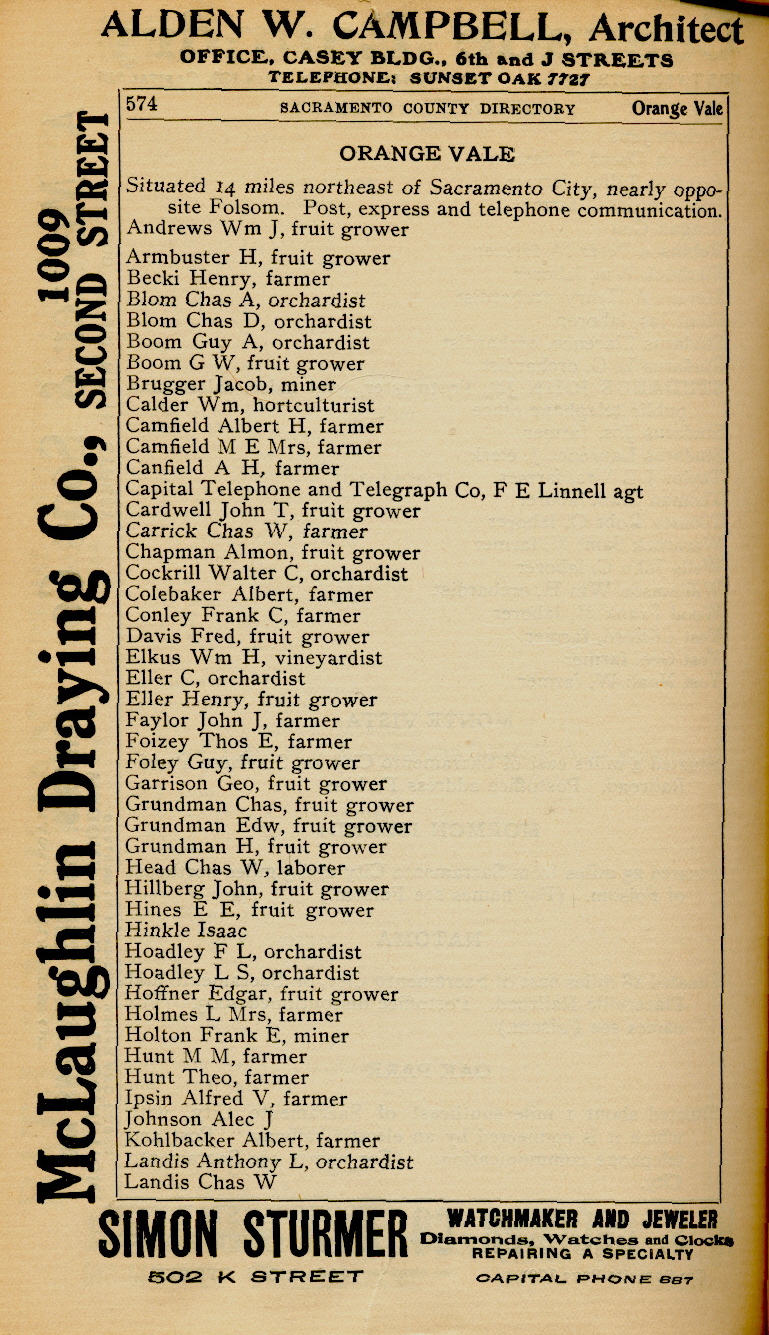 ALDEN W. CAMPBELL, Architect
OFFICE, CASEY BLDG., 6th and J STREETS
TELEPHONE: SUNSET OAK 7727
574 SACRAMENTO COUNTY DIRECTORY Orange Vale
ORANGE VALE
Situated 14 miles northeast of Sacramento City, nearly oppo-
site Folsom. Post, express and telephone communication.
Andrews Wm J, fruit grower
Armbuster H, fruit grower
Becki Henry, farmer
Blom Chas A, orchardist
Blom Chas D, orchardist
Boom Guy A, orchardist
Boom G W, fruit grower
Brugger Jacob, miner
Calder Wm, hortculturist
Camfield Albert H, farmer
Camfield M E Mrs, farmer
Canfield A H, farmer
Capital Telephone and Telegraph Co, F E Linnell agt
Cardwell John T, fruit grower
Carrick Chas W, farmer
Chapman Almon, fruit grower
Cockrill Walter C, orchardist
Colebaker Albert, farmer
Conley Frank C, farmer
Davis Fred, fruit grower
Elkus Wm H, vineyardist
Eller C, orchardist
Eller Henry, fruit grower
Faylor John J, farmer
Foizey Thos E, farmer
Foley Guy, fruit grower
Garrison Geo, fruit grower
Grundman Chas, fruit grower
Grundman Edw, fruit grower
Grundman H, fruit grower
Head Chas W, laborer
Hillberg John, fruit grower
Hines E E, fruit grower
Hinkle Isaac
Hoadley F L, orchardist
Hoadley L S, orchardist
Hoffner Edgar, fruit grower
Holmes L Mrs, farmer
Holton Frank E, miner
Hunt M M, farmer
Hunt Theo, farmer
Ipsin Alfred V, farmer
Johnson Alec J
Kohlbacker Albert, farmer
Landis Anthony L, orchardist
Landis Chas W
McLaughlin Draying Co., 1009 SECOND STREET
SIMON STURMER
502 K STREET
WATCHMAKER AND JEWELER
Diamonds, Watches and Clocks
REPAIRING A SPECIALTY
CAPITAL PHONE 687